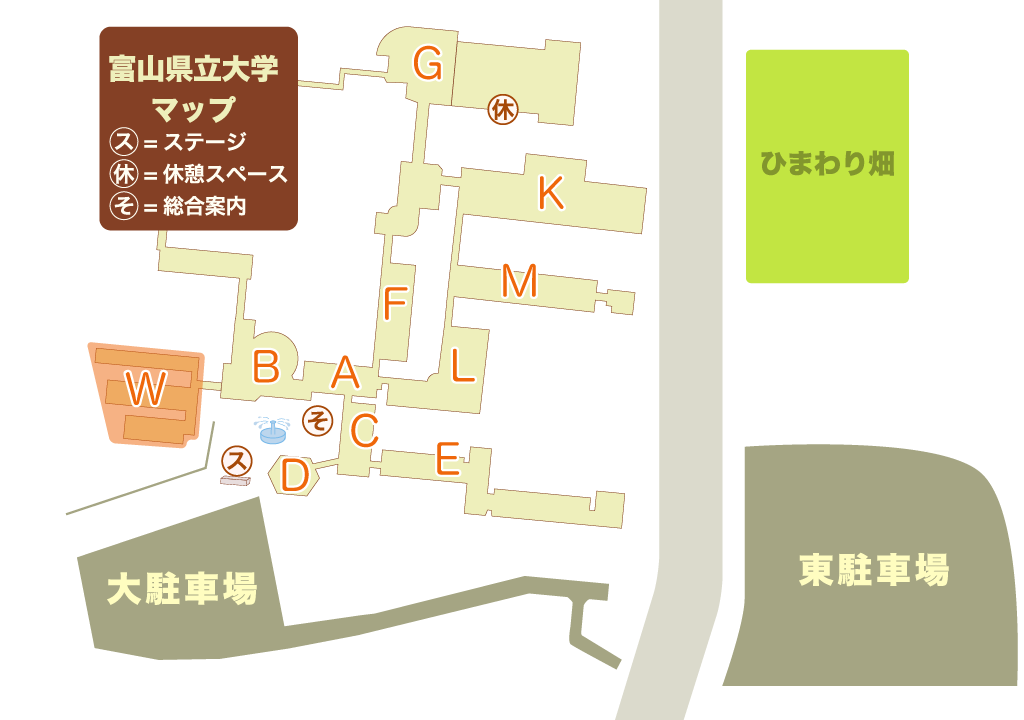 富山県立大学
マップ
ス = ステージ
休 = 休憩スペース
そ = 総合案内
G
休
K
ひまわり畑
M
F
B
A
L
W
そ
C
ス
D
E
大駐車場
東駐車場